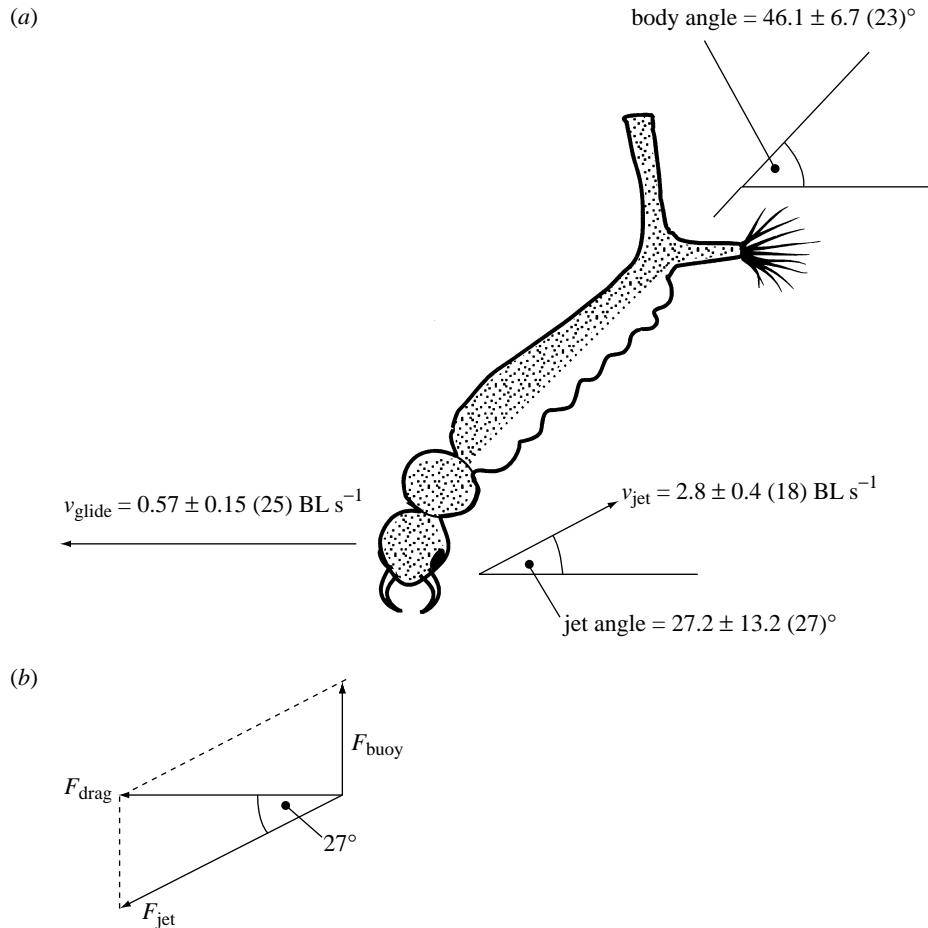 (a)
body angle = 46.1 ± 6.7 (23)°
v_glide = 0.57 ± 0.15 (25) BL s⁻¹
v_jet = 2.8 ± 0.4 (18) BL s⁻¹
jet angle = 27.2 ± 13.2 (27)°
(b)
F_buoy
F_drag
27°
F_jet